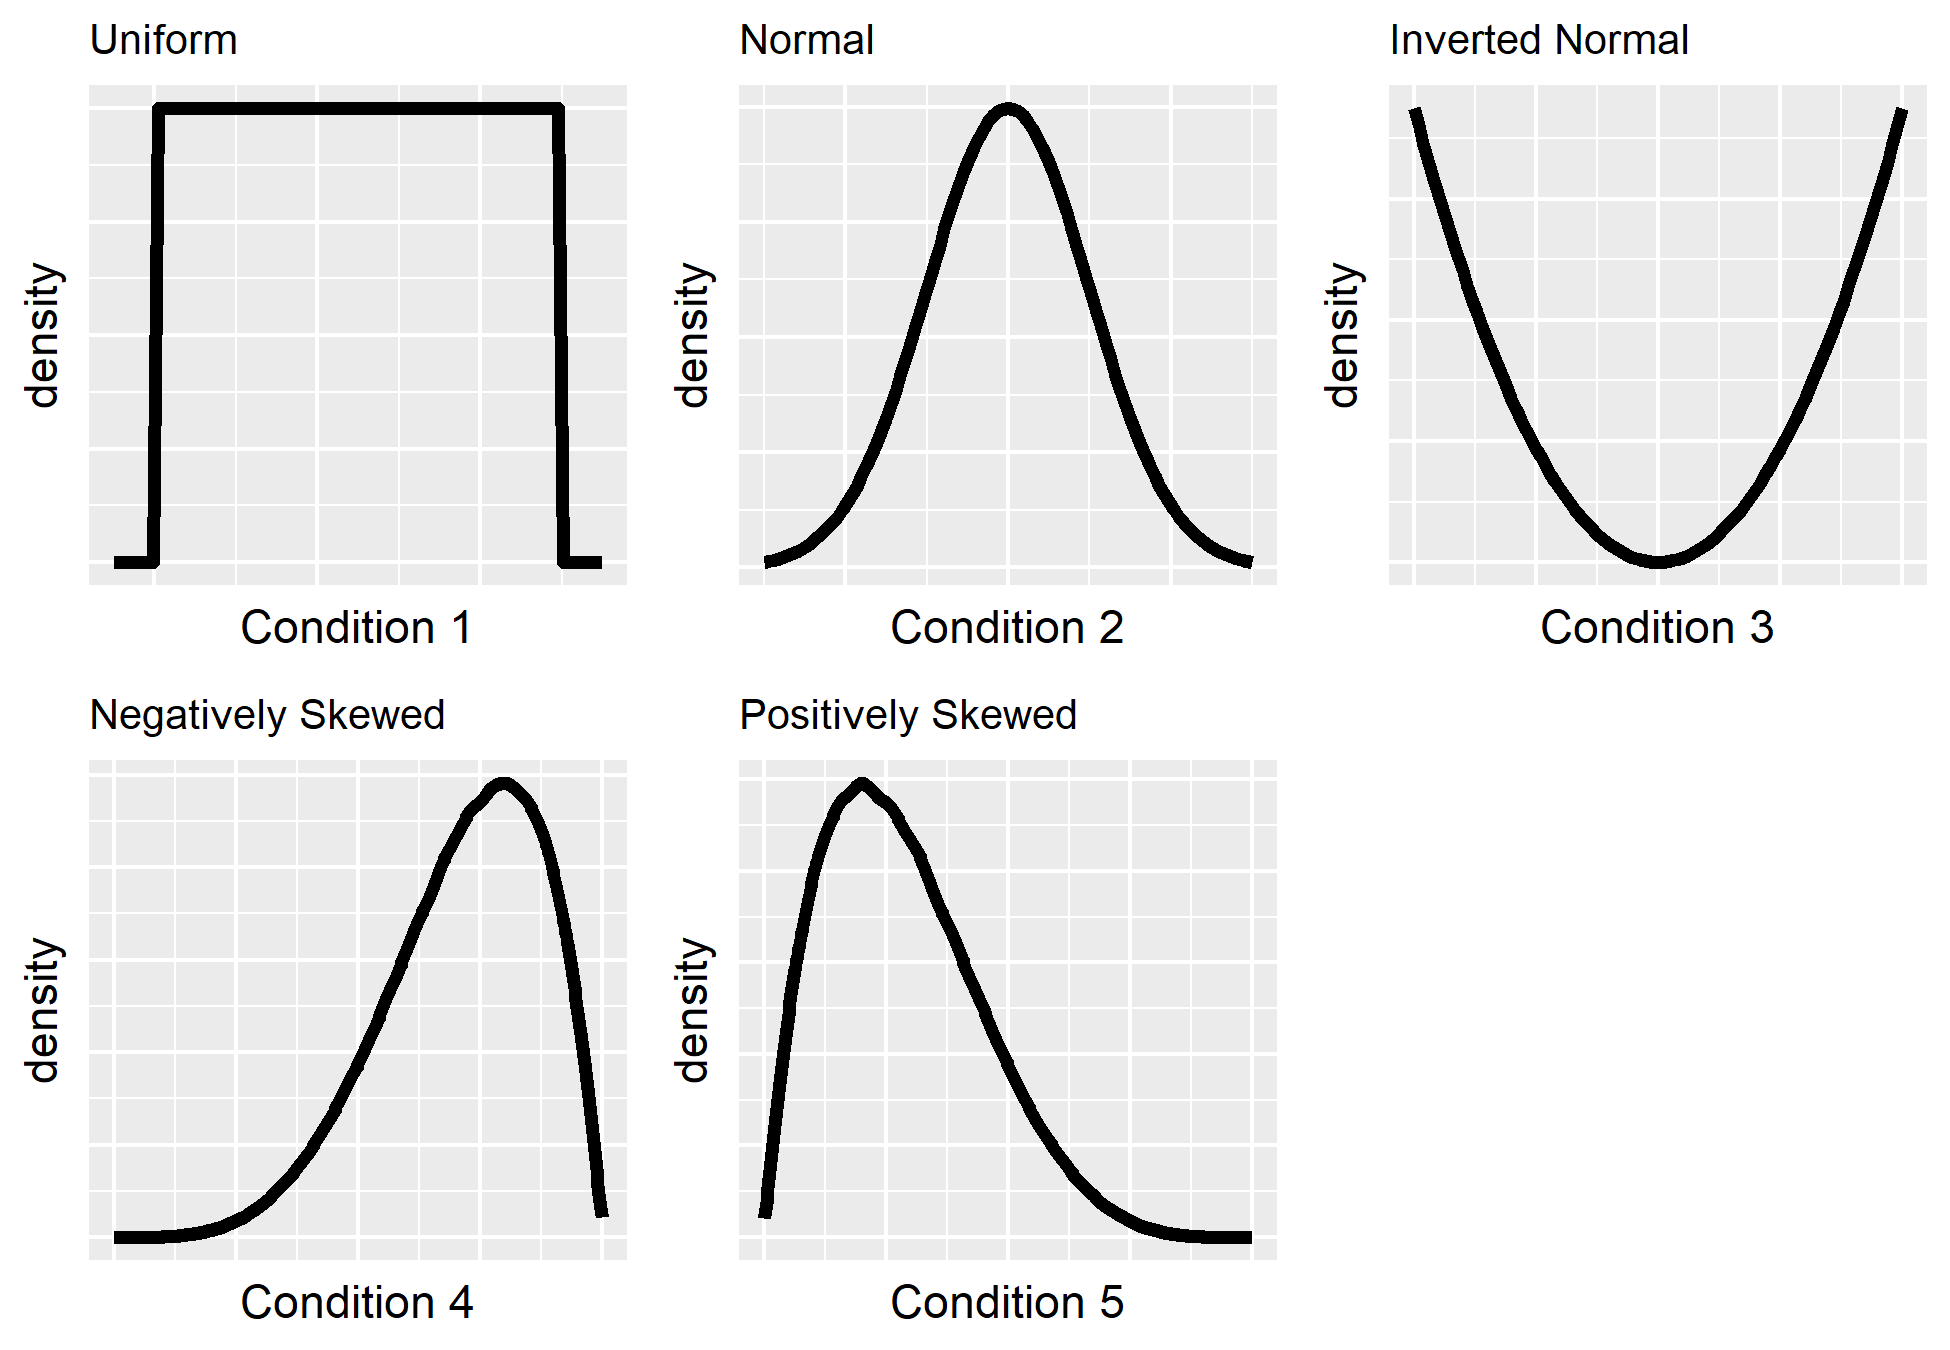 Uniform
density
Condition 1
Normal
density
Condition 2
Inverted Normal
density
Condition 3
Negatively Skewed
density
Condition 4
Positively Skewed
density
Condition 5